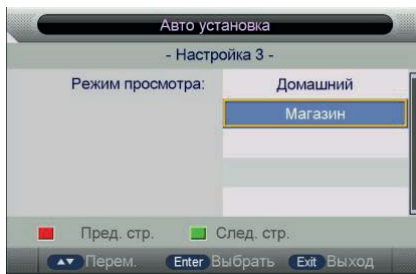 Авто установка
- Настройка 3 -
Режим просмотра: Домашний
Магазин
Пред. стр. След. стр.
Перем. Enter Выбрать Exit Выход